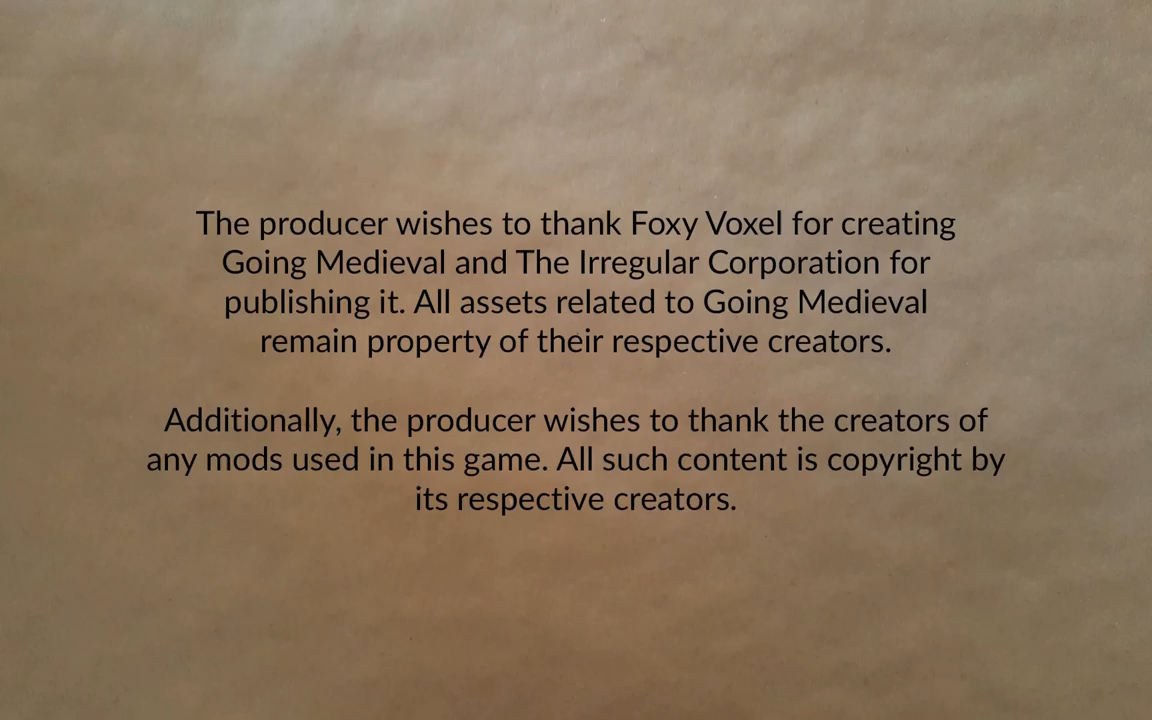 The producer wishes to thank Foxy Voxel for creating
Going Medieval and The Irregular Corporation for
publishing it. All assets related to Going Medieval
remain property of their respective creators.
Additionally, the producer wishes to thank the creators of
any mods used in this game. All such content is copyright by
its respective creators.